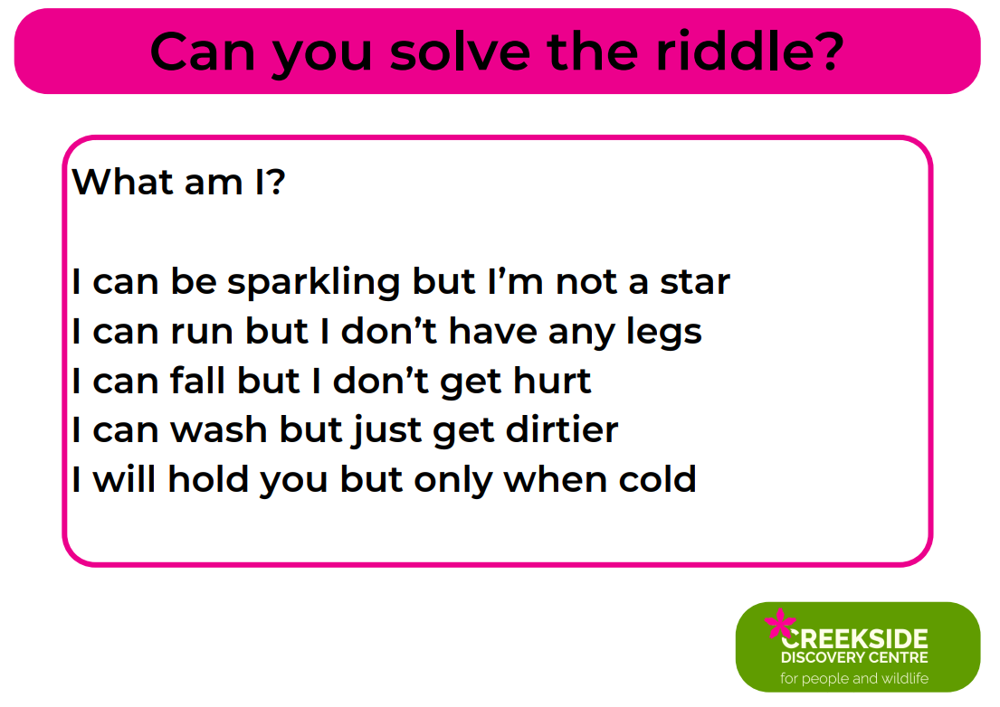 Can you solve the riddle?
What am I?
I can be sparkling but I’m not a star
I can run but I don’t have any legs
I can fall but I don’t get hurt
I can wash but just get dirtier
I will hold you but only when cold
CREEKSIDE
DISCOVERY CENTRE
for people and wildlife